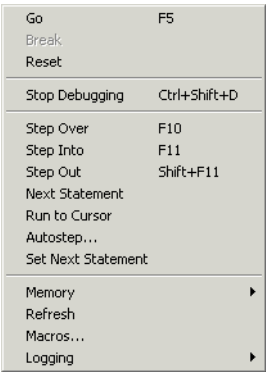 Go F5
Break
Reset
Stop Debugging Ctrl+Shift+D
Step Over F10
Step Into F11
Step Out Shift+F11
Next Statement
Run to Cursor
Autostep...
Set Next Statement
Memory
Refresh
Macros...
Logging